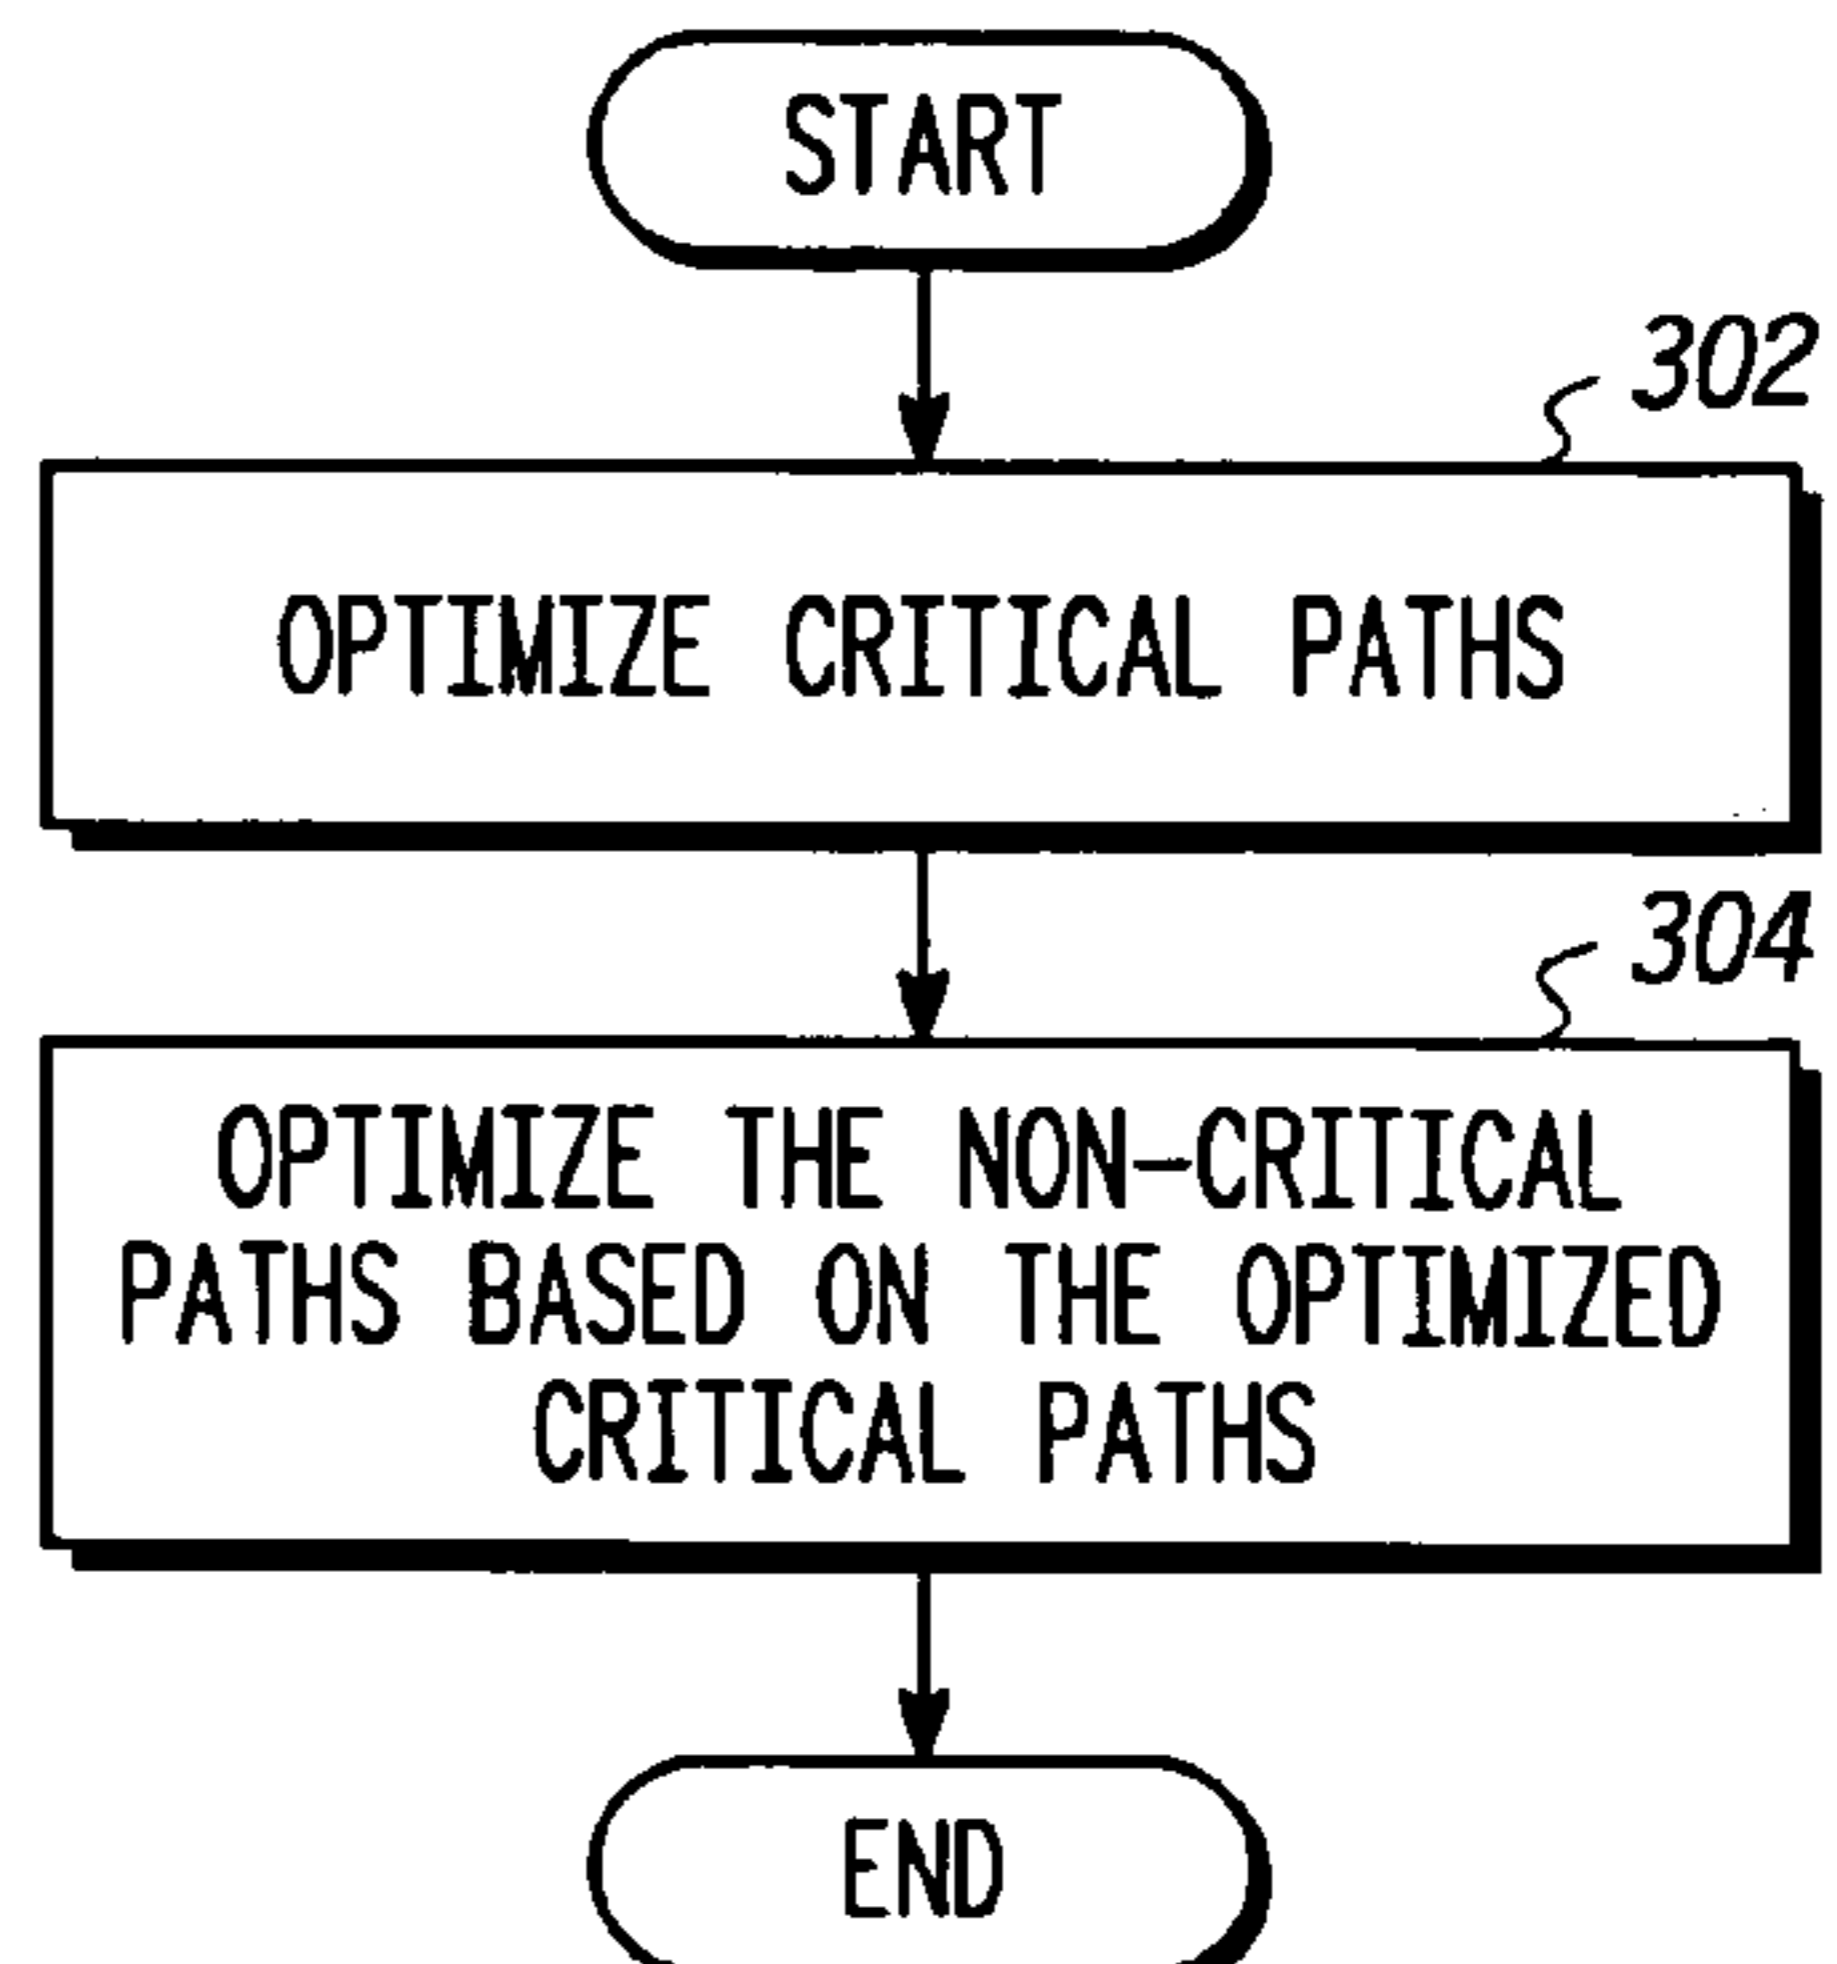 START
302
OPTIMIZE CRITICAL PATHS
304
OPTIMIZE THE NON-CRITICAL
PATHS BASED ON THE OPTIMIZED
CRITICAL PATHS
END